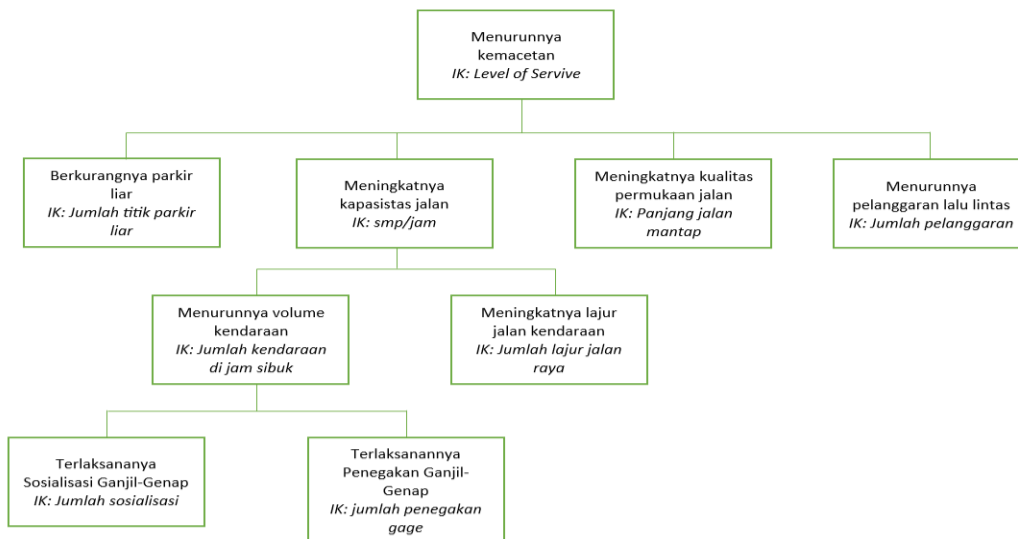 Menurunnya
kemacetan
IK: Level of Servive
Berkurangnya parkir
liar
IK: Jumlah titik parkir
liar
Meningkatnya
kapasistas jalan
IK: smp/jam
Meningkatnya kualitas
permukaan jalan
IK: Panjang jalan
mantap
Menurunnya
pelanggaran lalu lintas
IK: Jumlah pelanggaran
Menurunnya volume
kendaraan
IK: Jumlah kendaraan
di jam sibuk
Meningkatnya lajur
jalan kendaraan
IK: Jumlah lajur jalan
raya
Terlaksananya
Sosialisasi Ganjil-Genap
IK: Jumlah sosialisasi
Terlaksanannya
Penegakan Ganjil-
Genap
IK: jumlah penegakan
gage